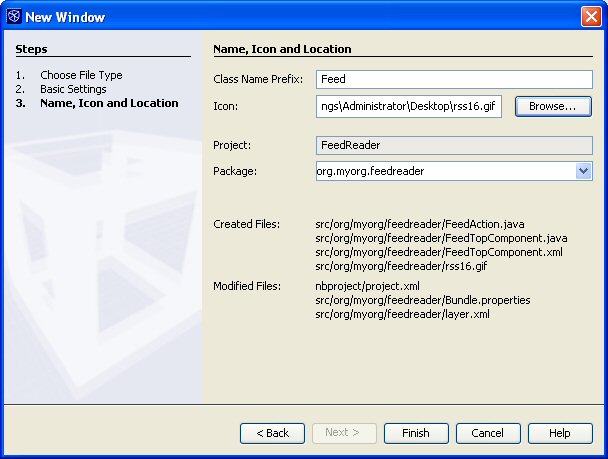 New Window
Steps
1. Choose File Type
2. Basic Settings
3. Name, Icon and Location
Name, Icon and Location
Class Name Prefix: Feed
Icon: ngs\Administrator\Desktop\rss16.gif Browse...
Project: FeedReader
Package: org.myorg.feedreader
Created Files: src/org/myorg/feedreader/FeedAction.java
src/org/myorg/feedreader/FeedTopComponent.java
src/org/myorg/feedreader/FeedTopComponent.xml
src/org/myorg/feedreader/rss16.gif
Modified Files: nbproject/project.xml
src/org/myorg/feedreader/Bundle.properties
src/org/myorg/feedreader/layer.xml
< Back Next > Finish Cancel Help